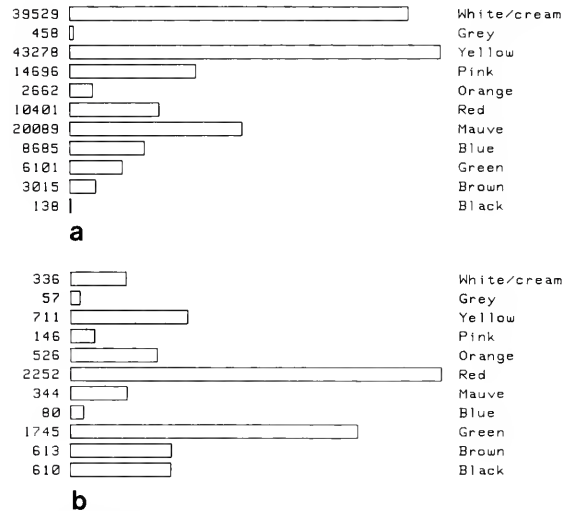 39529 White/cream
458 Grey
43278 Yellow
14696 Pink
2662 Orange
10401 Red
20089 Mauve
8685 Blue
6101 Green
3015 Brown
138 Black
a
336 White/cream
57 Grey
711 Yellow
146 Pink
526 Orange
2252 Red
344 Mauve
80 Blue
1745 Green
613 Brown
610 Black
b